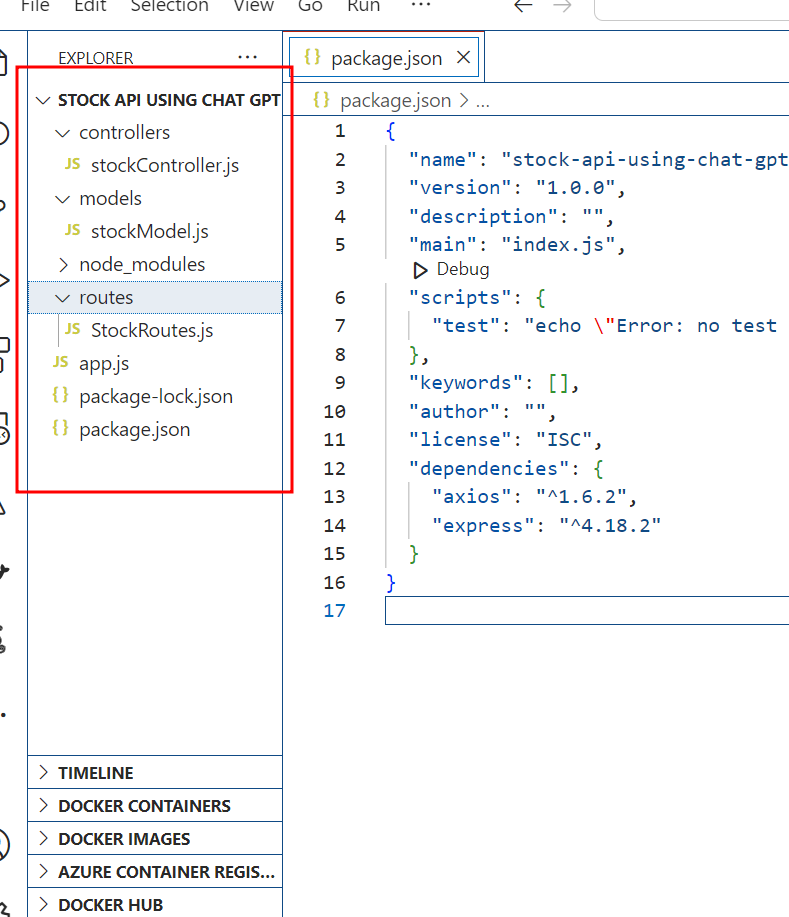 File Edit Selection View Go Run ...
EXPLORER ...
STOCK API USING CHAT GPT
controllers
JS stockController.js
models
JS stockModel.js
node_modules
routes
JS StockRoutes.js
JS app.js
{} package-lock.json
{} package.json
TIMELINE
DOCKER CONTAINERS
DOCKER IMAGES
AZURE CONTAINER REGIS...
DOCKER HUB
{} package.json ×
{} package.json > ...
1 {
2 "name": "stock-api-using-chat-gpt
3 "version": "1.0.0",
4 "description": "",
5 "main": "index.js",
Debug
6 "scripts": {
7 "test": "echo \"Error: no test
8 },
9 "keywords": [],
10 "author": "",
11 "license": "ISC",
12 "dependencies": {
13 "axios": "^1.6.2",
14 "express": "^4.18.2"
15 }
16 }
17